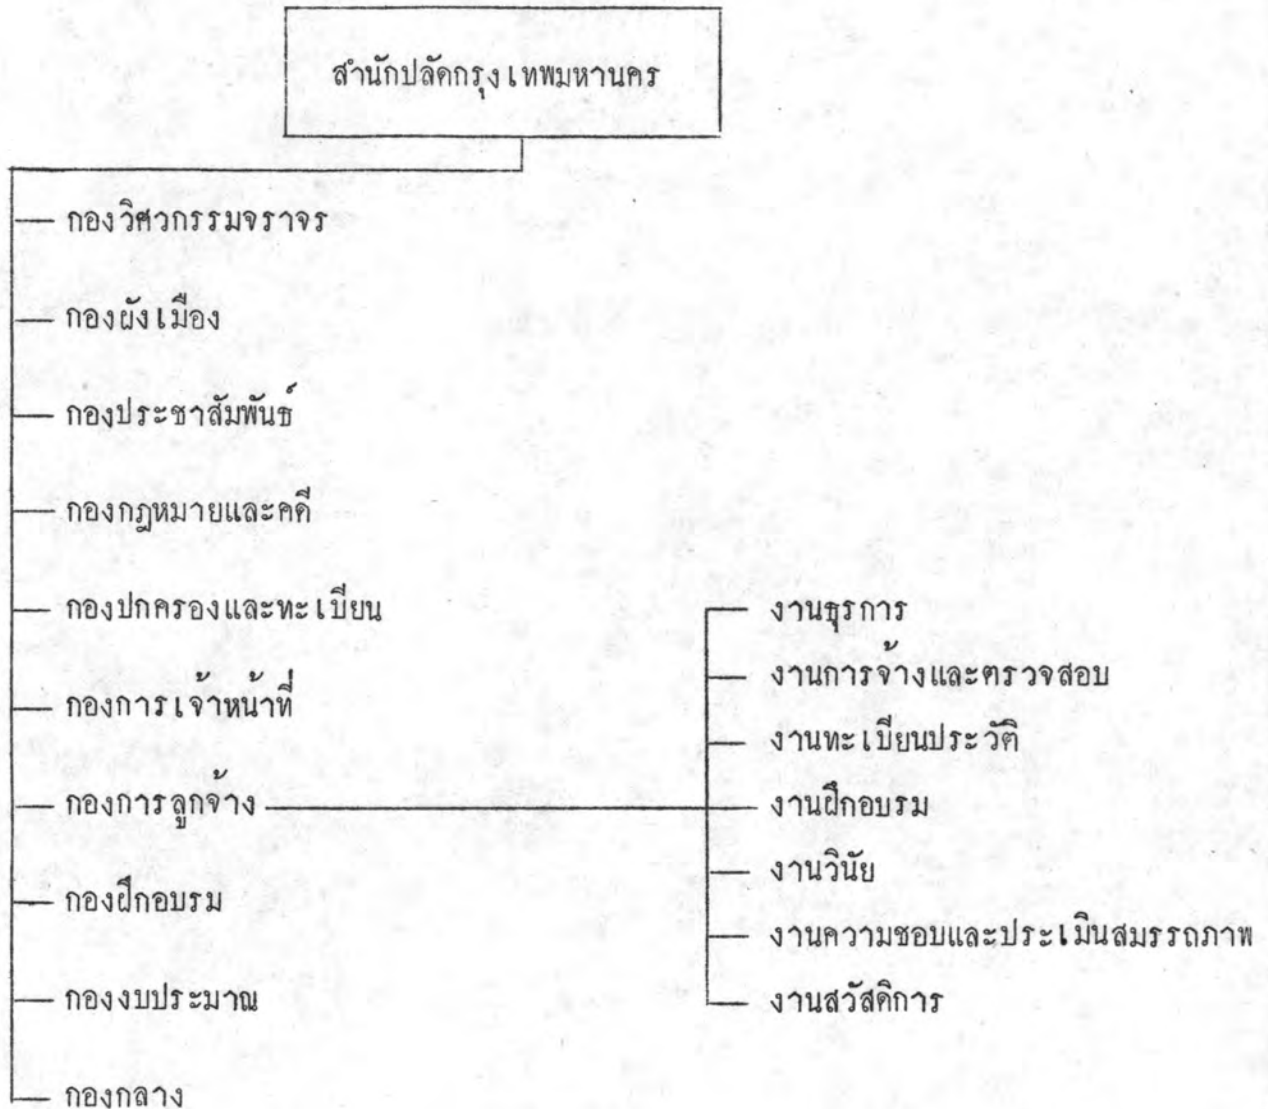 สำนักปลัดกรุงเทพมหานคร
กองวิศวกรรมจราจร
กองผังเมือง
กองประชาสัมพันธ์
กองกฎหมายและคดี
กองปกครองและทะเบียน
กองการเจ้าหน้าที่
กองการลูกจ้าง
กองฝึกอบรม
กองงบประมาณ
กองกลาง
งานธุรการ
งานการจ้างและตรวจสอบ
งานทะเบียนประวัติ
งานฝึกอบรม
งานวินัย
งานความชอบและประเมินสมรรถภาพ
งานสวัสดิการ